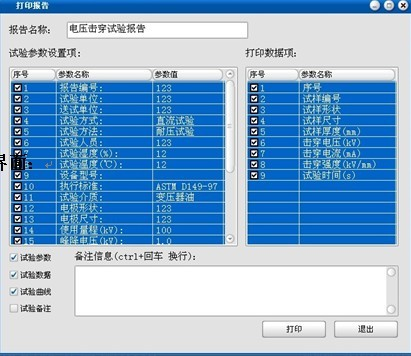 打印报告
报告名称: 电压击穿试验报告
试验参数设置项: 打印数据项:
序号 参数名称 参数值 序号 参数名称
1 报告编号: 123 1 序号
2 试验单位: 123 2 试样编号
3 送试单位: 123 3 试样形状
4 试验方式: 直流试验 4 试样尺寸
5 试验方法: 耐压试验 5 试样厚度(mm)
6 试验人员: 123 6 击穿电压(kV)
7 试验湿度(%): 12 7 击穿电流(mA)
界面:
8 试验温度(℃): 12 8 击穿强度(kV/mm)
9 设备型号: 9 试验时间(s)
10 执行标准: ASTM D149-97
11 试验介质: 变压器油
12 电极形状: 123
13 电极尺寸: 123
14 使用量程(kV): 100
15 峰降电压(kV): 1.0
试验参数 备注信息(ctrl+回车 换行):
试验数据
试验曲线
试验备注
打印 退出